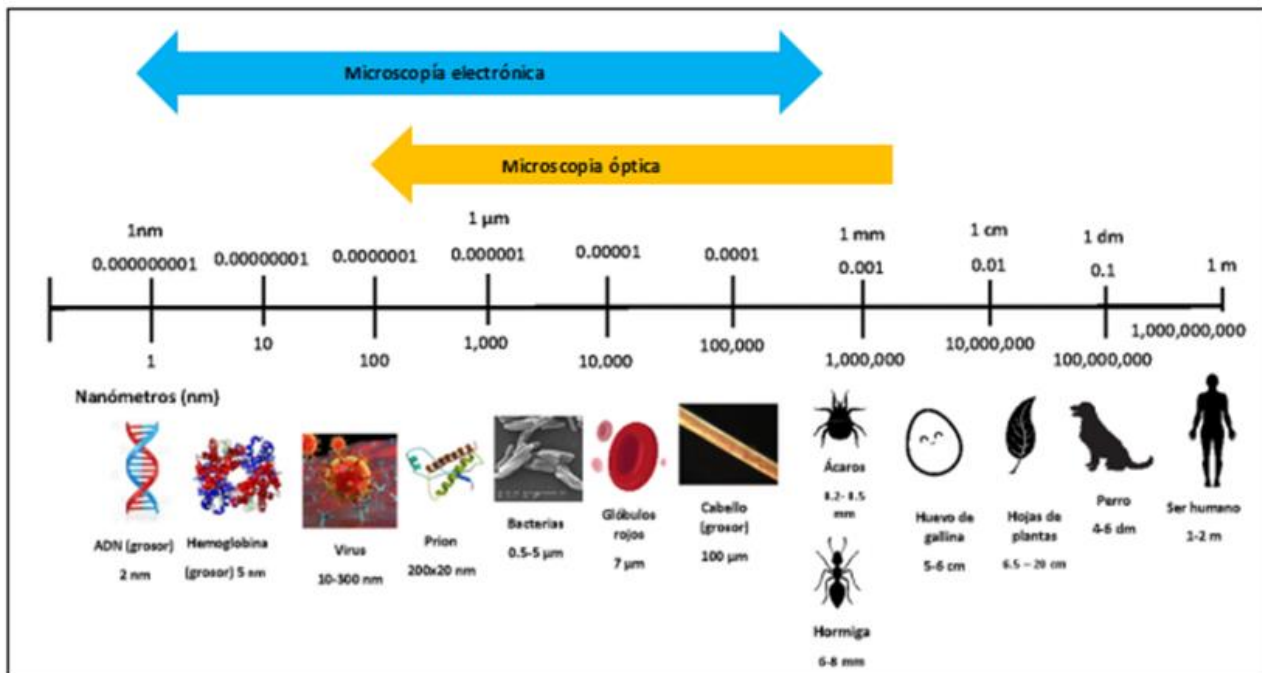 Microscopía electrónica
Microscopia óptica
1nm
1 µm
1 mm
1 cm
1 dm
1 m
0.000000001
0.00000001
0.0000001
0.000001
0.00001
0.0001
0.001
0.01
0.1
1
10
100
1,000
10,000
100,000
1,000,000
10,000,000
100,000,000
1,000,000,000
Nanómetros (nm)
ADN (grosor)
2 nm
Hemoglobina
(grosor) 5 nm
Virus
10-300 nm
Prion
200x20 nm
Bacterias
0.5-5 µm
Glóbulos
rojos
7 µm
Cabello
(grosor)
100 µm
Ácaros
mm
Hormiga
6-8 mm
Huevo de
gallina
5-6 cm
Hojas de
plantas
6.5 – 20 cm
Perro
4-6 dm
Ser humano
1-2 m